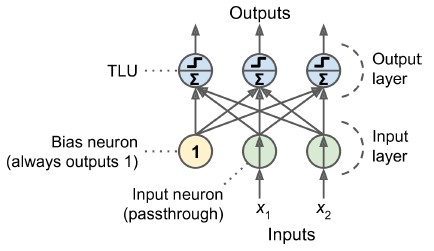 Outputs
TLU
Σ
Σ
Σ
Output
layer
Bias neuron
(always outputs 1)
1
Input
layer
Input neuron
(passthrough)
x1
x2
Inputs